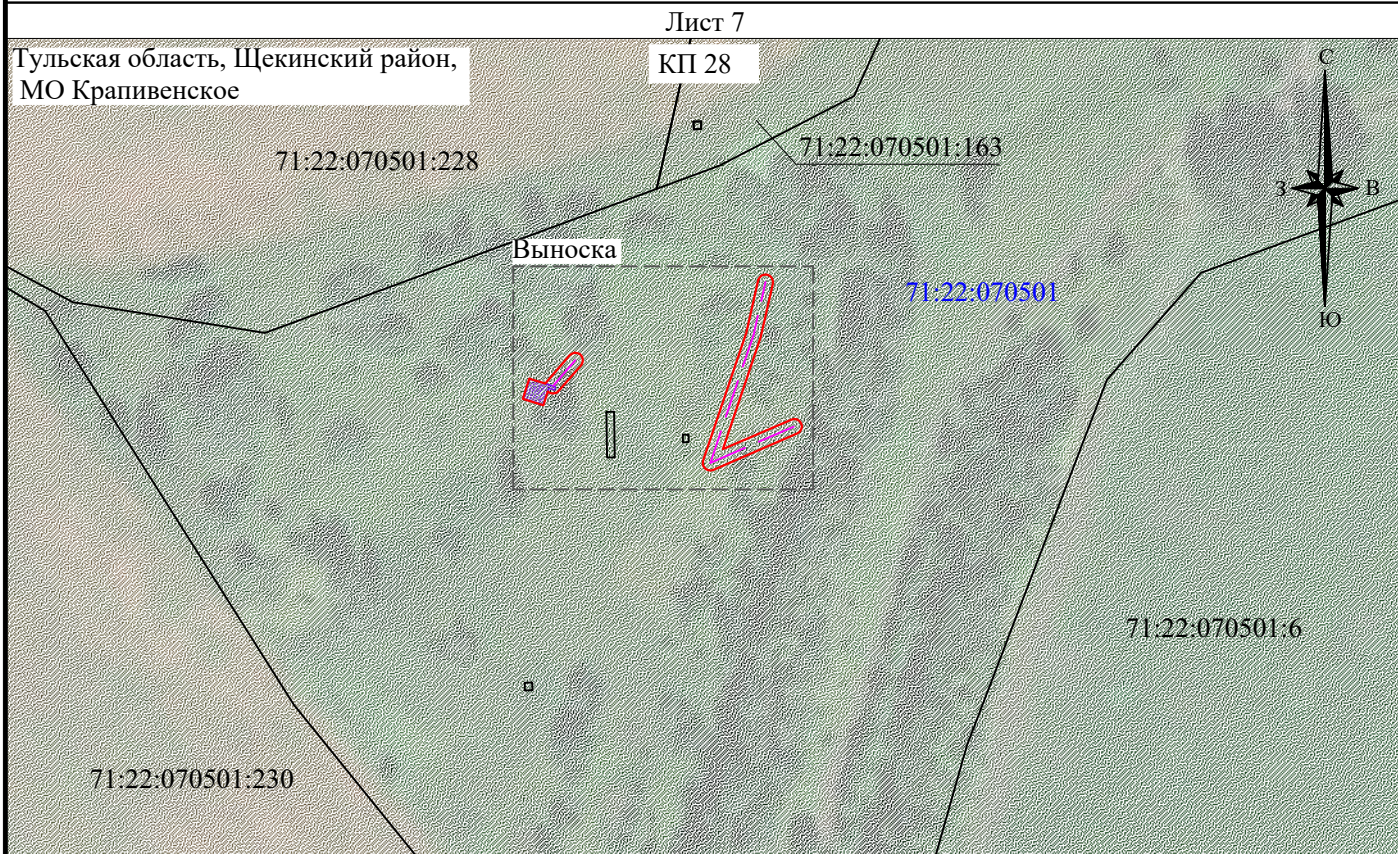 Лист 7
Тульская область, Щекинский район,
МО Крапивенское
КП 28
С
71:22:070501:163
71:22:070501:228
З
В
Выноска
71:22:070501
Ю
71:22:070501:6
71:22:070501:230